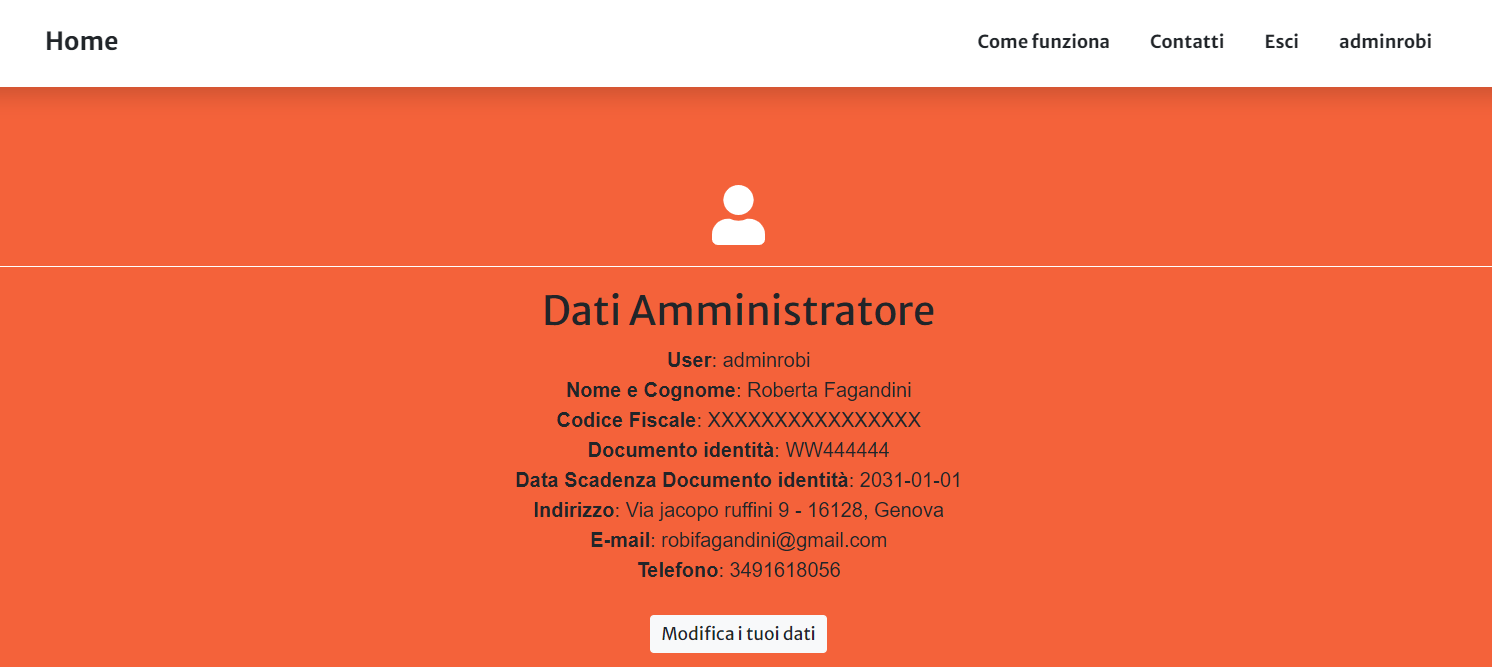 Home Come funziona Contatti Esci adminrobi
Dati Amministratore
User: adminrobi
Nome e Cognome: Roberta Fagandini
Codice Fiscale: XXXXXXXXXXXXXXXX
Documento identità: WW444444
Data Scadenza Documento identità: 2031-01-01
Indirizzo: Via jacopo ruffini 9 - 16128, Genova
E-mail: robifagandini@gmail.com
Telefono: 3491618056
Modifica i tuoi dati